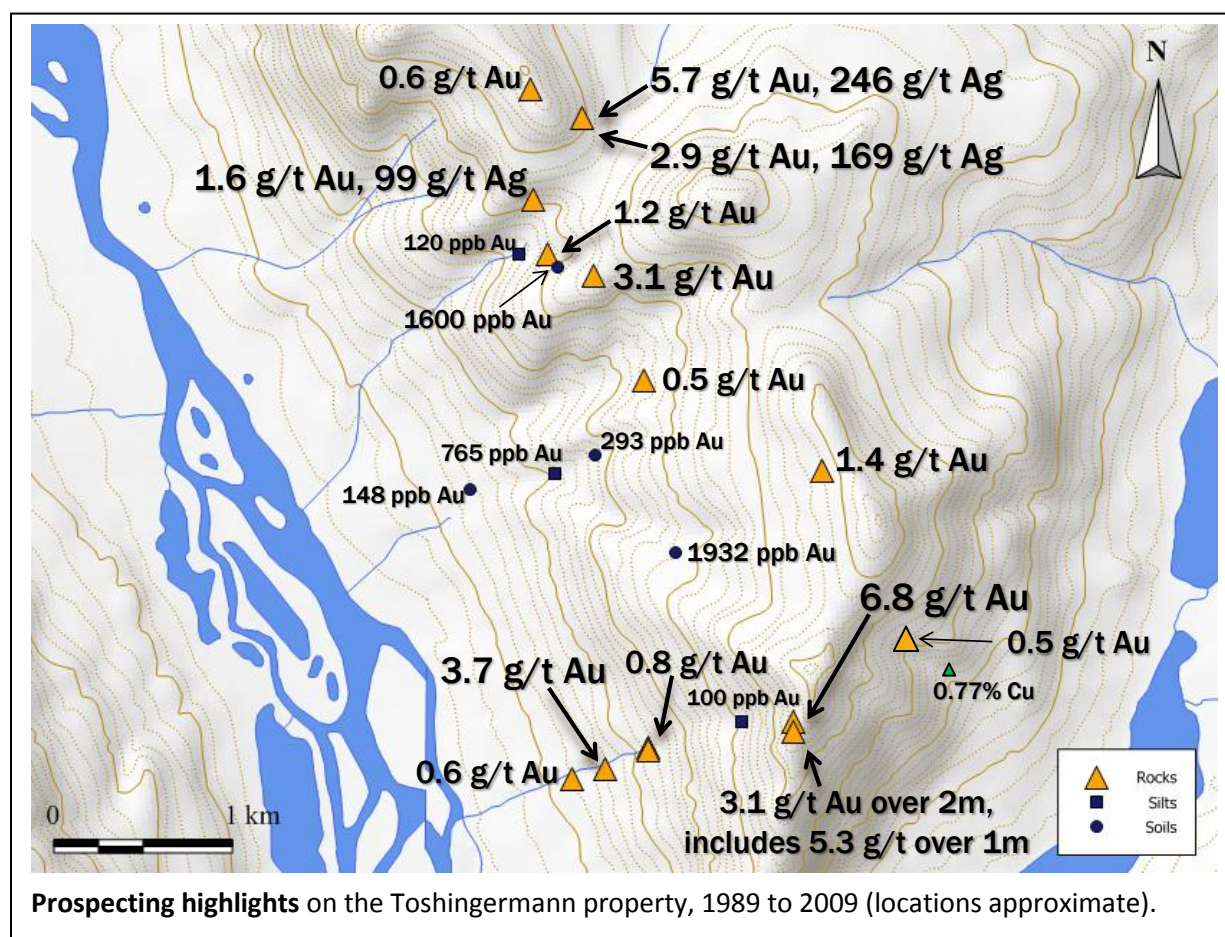 N
0.6 g/t Au
5.7 g/t Au, 246 g/t Ag
2.9 g/t Au, 169 g/t Ag
1.6 g/t Au, 99 g/t Ag
1.2 g/t Au
120 ppb Au
3.1 g/t Au
1600 ppb Au
0.5 g/t Au
293 ppb Au
765 ppb Au
1.4 g/t Au
148 ppb Au
1932 ppb Au
6.8 g/t Au
0.5 g/t Au
0.8 g/t Au
3.7 g/t Au
0.77% Cu
100 ppb Au
0.6 g/t Au
3.1 g/t Au over 2m,
includes 5.3 g/t over 1m
Rocks
Silts
Soils
0 1 km
Prospecting highlights on the Toshingermann property, 1989 to 2009 (locations approximate).